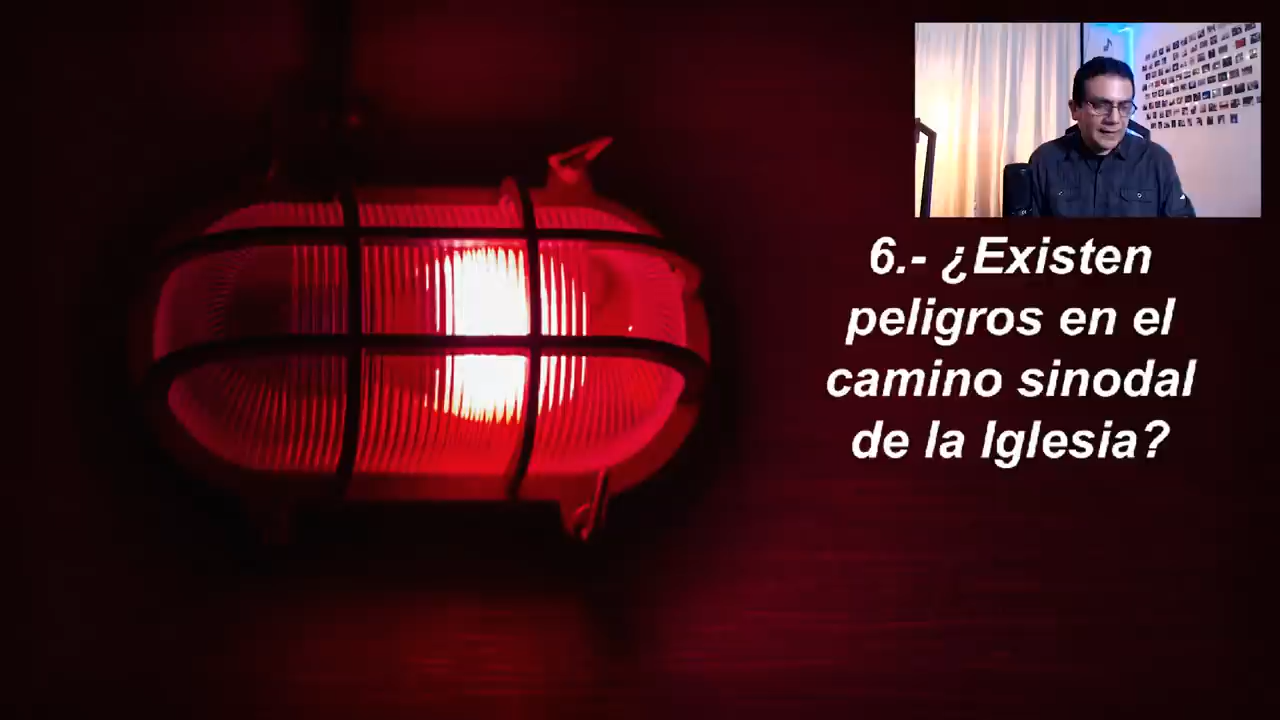 6.- ¿Existen
peligros en el
camino sinodal
de la Iglesia?